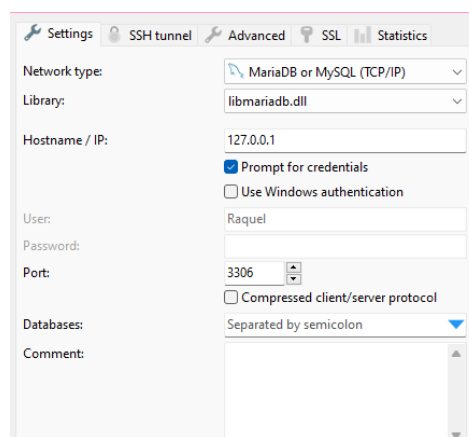 Settings SSH tunnel Advanced SSL Statistics
Network type: MariaDB or MySQL (TCP/IP)
Library: libmariadb.dll
Hostname / IP: 127.0.0.1
Prompt for credentials
Use Windows authentication
User: Raquel
Password:
Port: 3306
Compressed client/server protocol
Databases: Separated by semicolon
Comment: